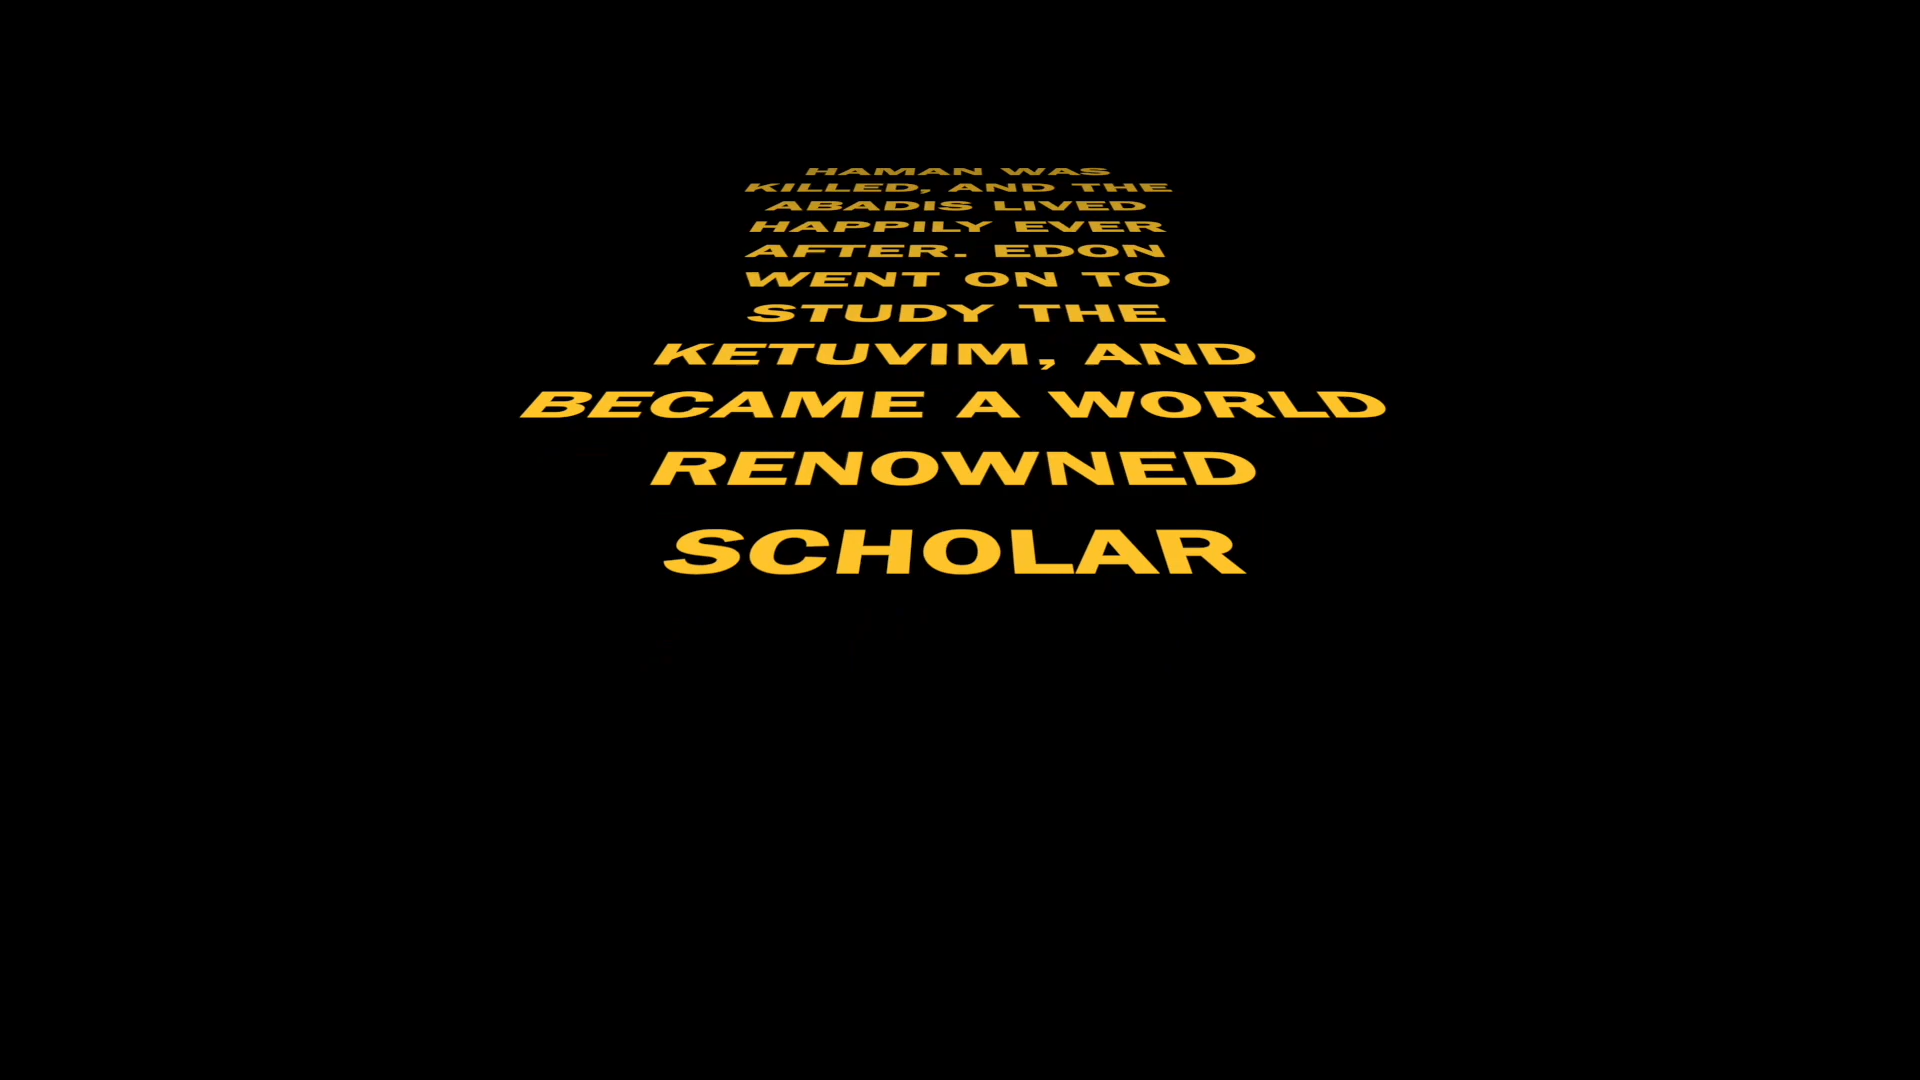 HAMAN WAS
KILLED, AND THE
ABADIS LIVED
HAPPILY EVER
AFTER. EDON
WENT ON TO
STUDY THE
KETUVIM, AND
BECAME A WORLD
RENOWNED
SCHOLAR